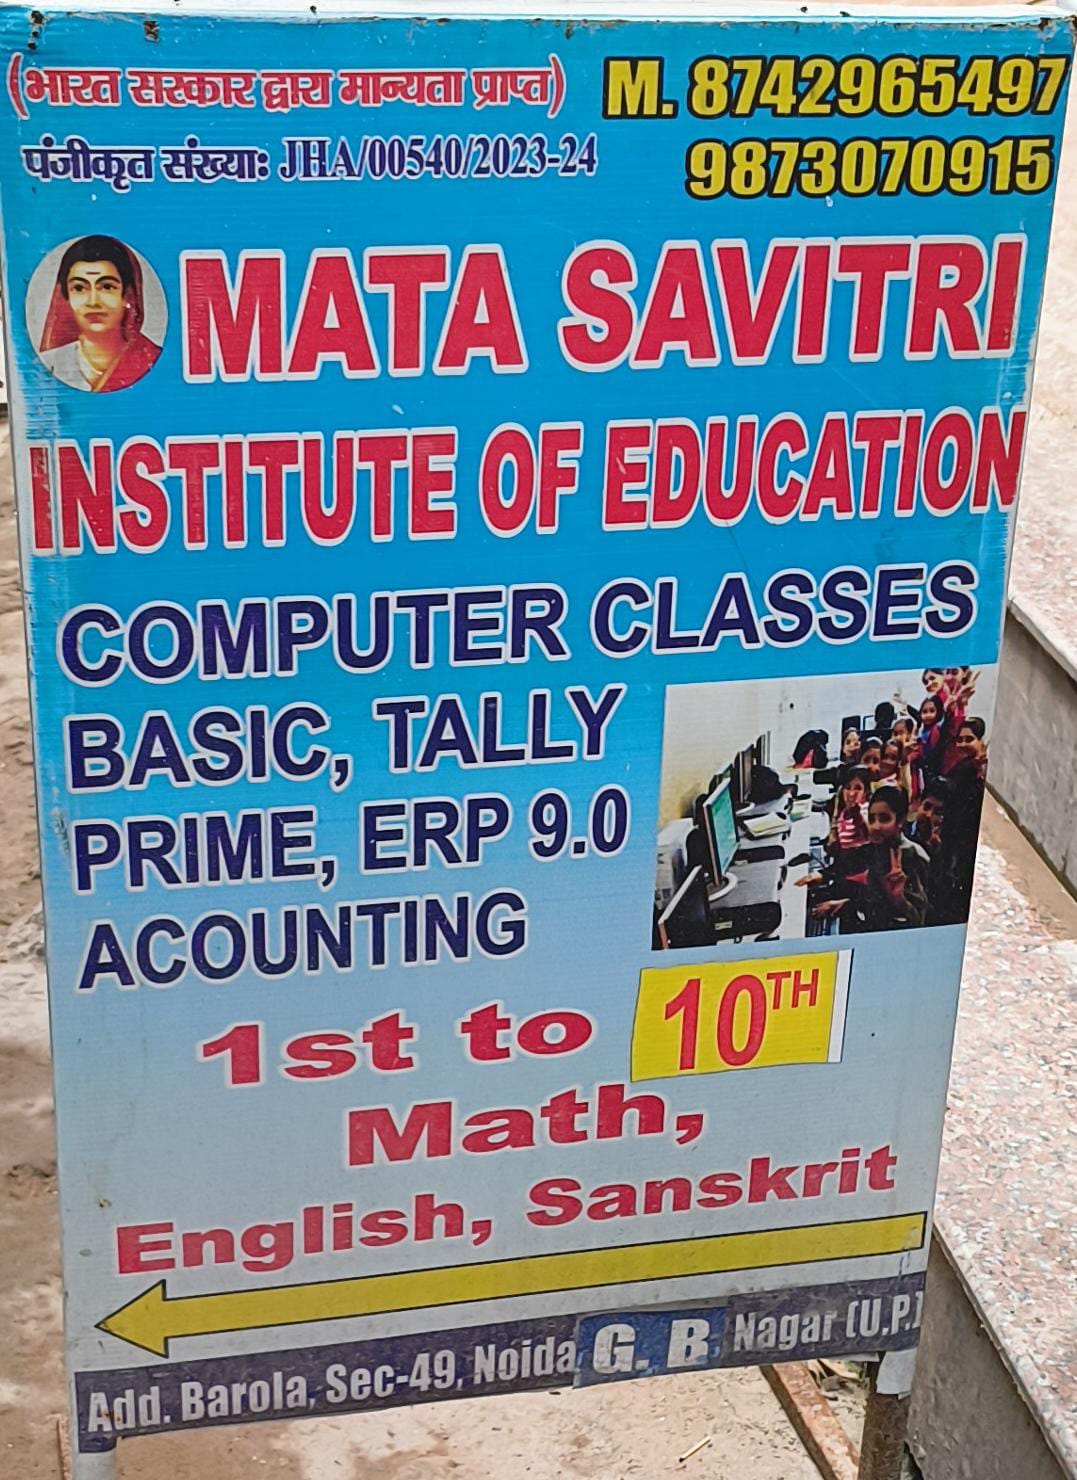 (भारत सरकार द्वारा मान्यता प्राप्त)
पंजीकृत संख्याः JHA/00540/2023-24
M. 8742965497
9873070915
MATA SAVITRI
INSTITUTE OF EDUCATION
COMPUTER CLASSES
BASIC, TALLY
PRIME, ERP 9.0
ACOUNTING
1st to 10TH
Math,
English, Sanskrit
Add. Barola, Sec-49, Noida G. B. Nagar (U.P.)